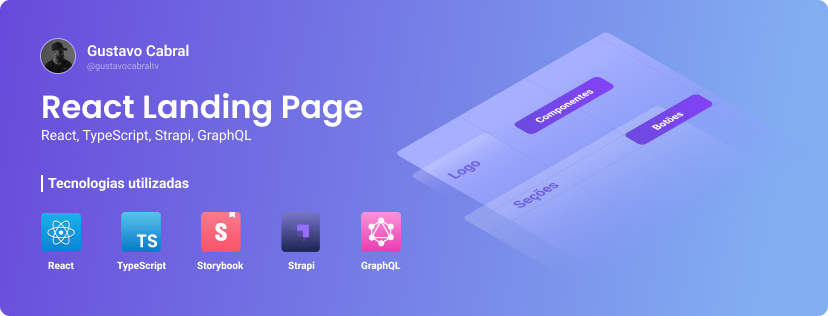 Gustavo Cabral
@gustavocabraltv
React Landing Page
React, TypeScript, Strapi, GraphQL
Tecnologias utilizadas
TS
S
React
TypeScript
Storybook
Strapi
GraphQL
Componentes
Botões
Logo
Seções